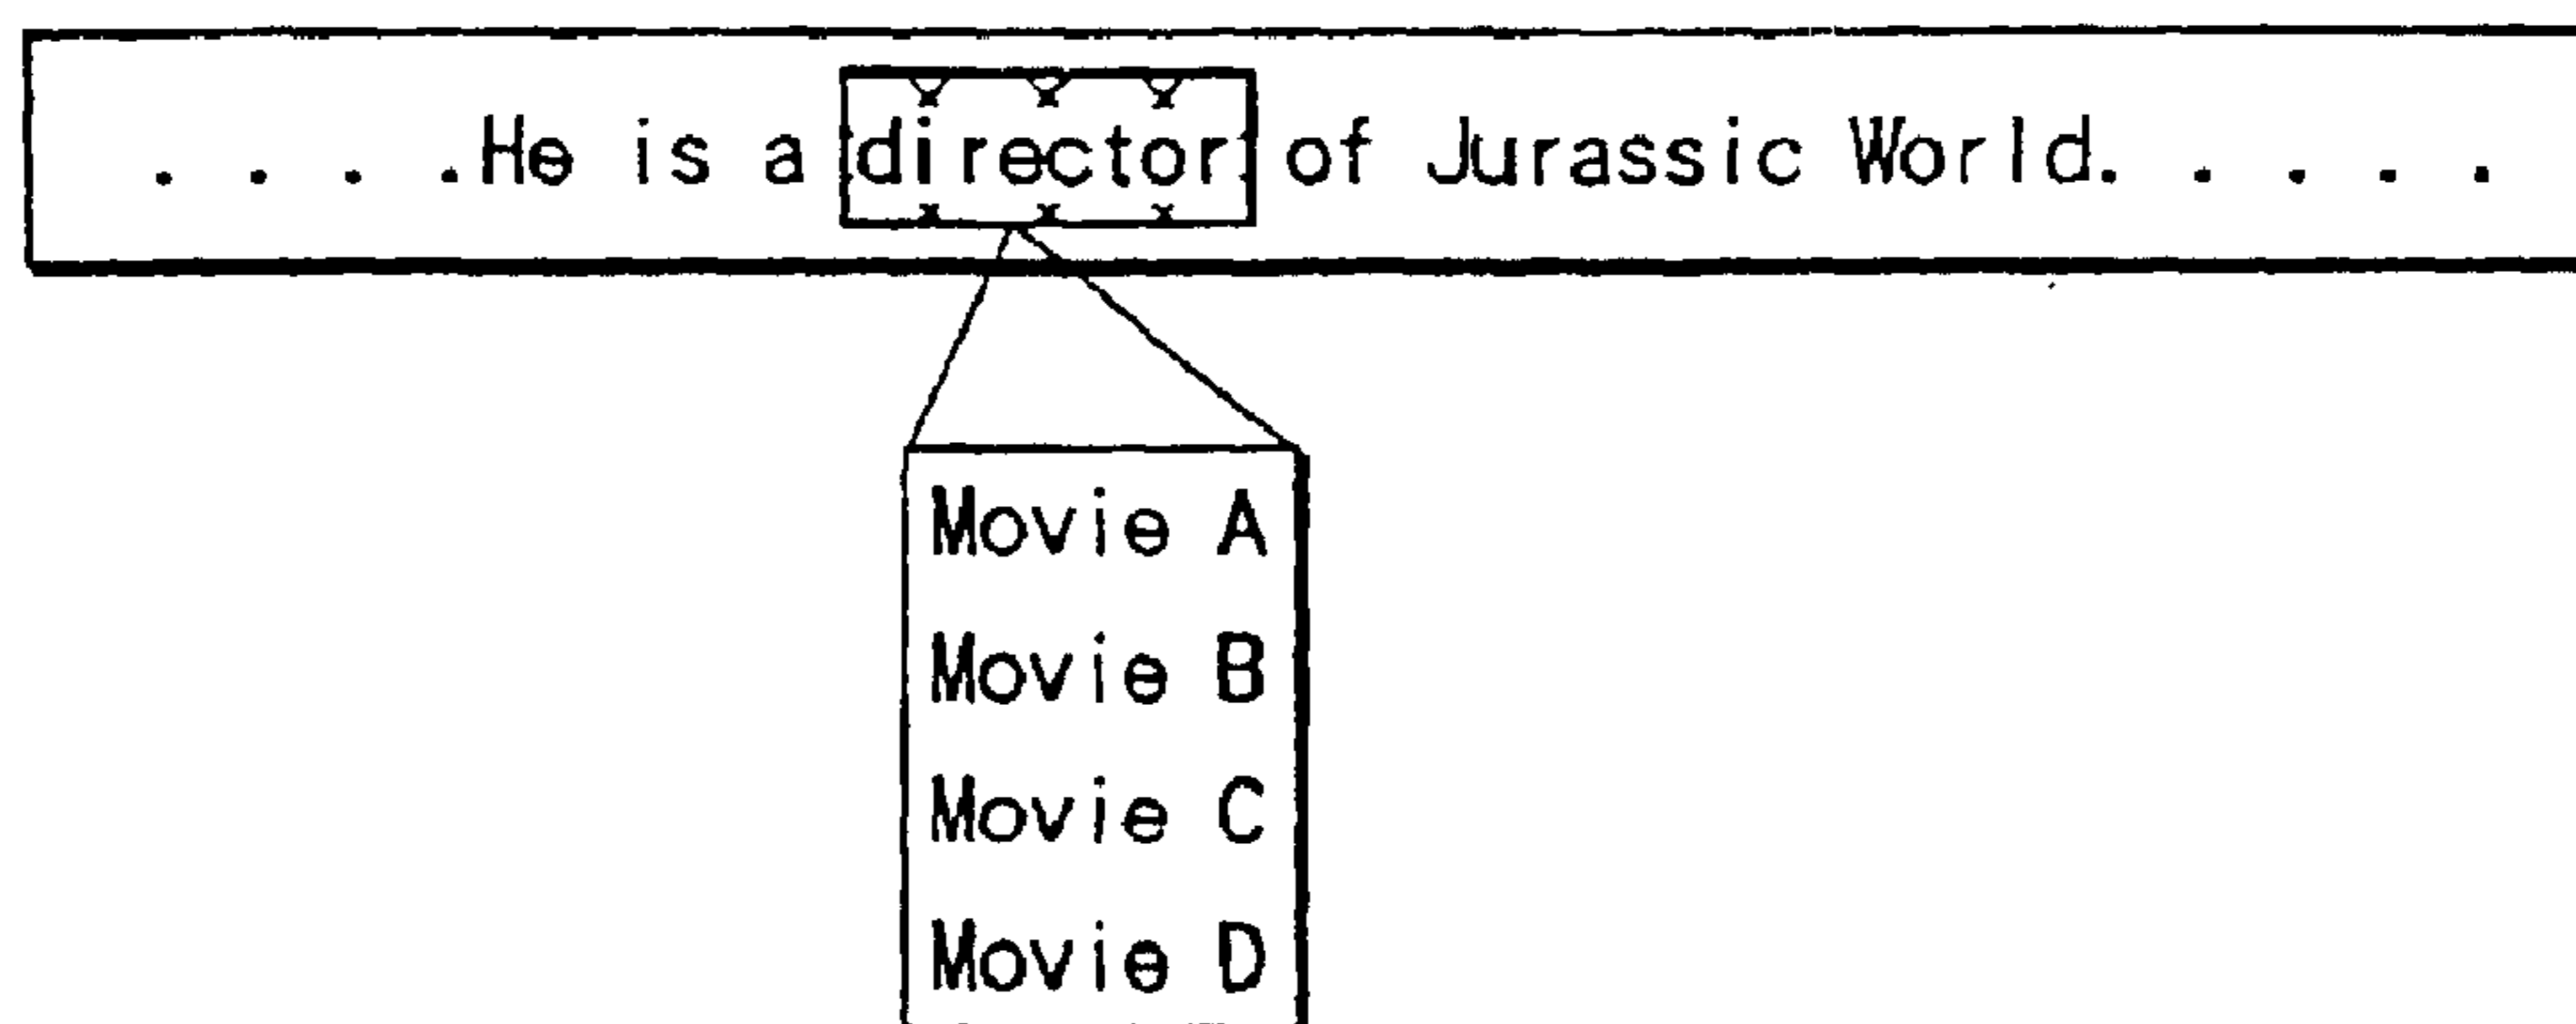 . . . .He is a director of Jurassic World. . . . .
Movie A
Movie B
Movie C
Movie D